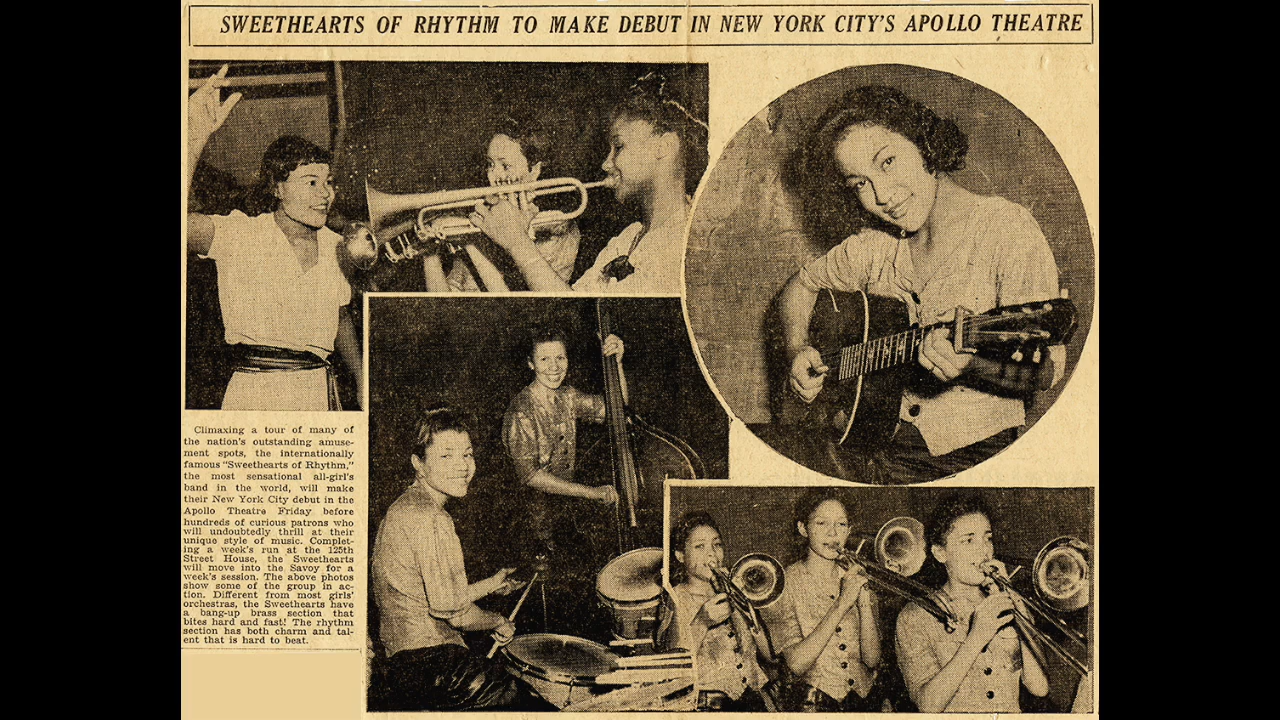 SWEETHEARTS OF RHYTHM TO MAKE DEBUT IN NEW YORK CITY'S APOLLO THEATRE
Climaxing a tour of many of
the nation's outstanding amuse-
ment spots, the internationally
famous "Sweethearts of Rhythm,"
the most sensational all-girl's
band in the world, will make
their New York City debut in the
Apollo Theatre Friday before
hundreds of curious patrons who
will undoubtedly thrill at their
unique style of music. Complet-
ing a week's run at the 125th
Street House, the Sweethearts
will move into the Savoy for a
week's session. The above photos
show some of the group in ac-
tion. Different from most girls'
orchestras, the Sweethearts have
a bang-up brass section that
bites hard and fast! The rhythm
section has both charm and tal-
ent that is hard to beat.